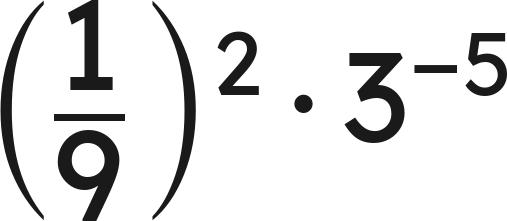 (1/9)² · 3⁻⁵